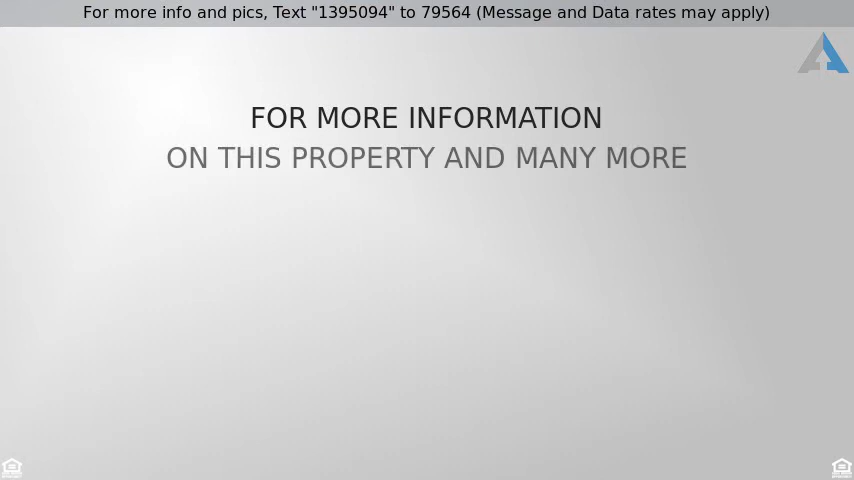 For more info and pics, Text "1395094" to 79564 (Message and Data rates may apply)
FOR MORE INFORMATION
ON THIS PROPERTY AND MANY MORE